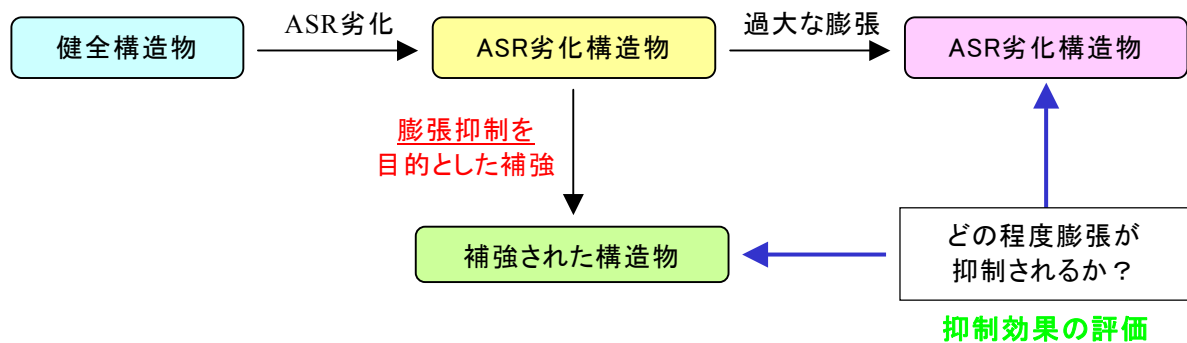 健全構造物
ASR劣化
ASR劣化構造物
過大な膨張
ASR劣化構造物
膨張抑制を
目的とした補強
補強された構造物
どの程度膨張が
抑制されるか？
抑制効果の評価